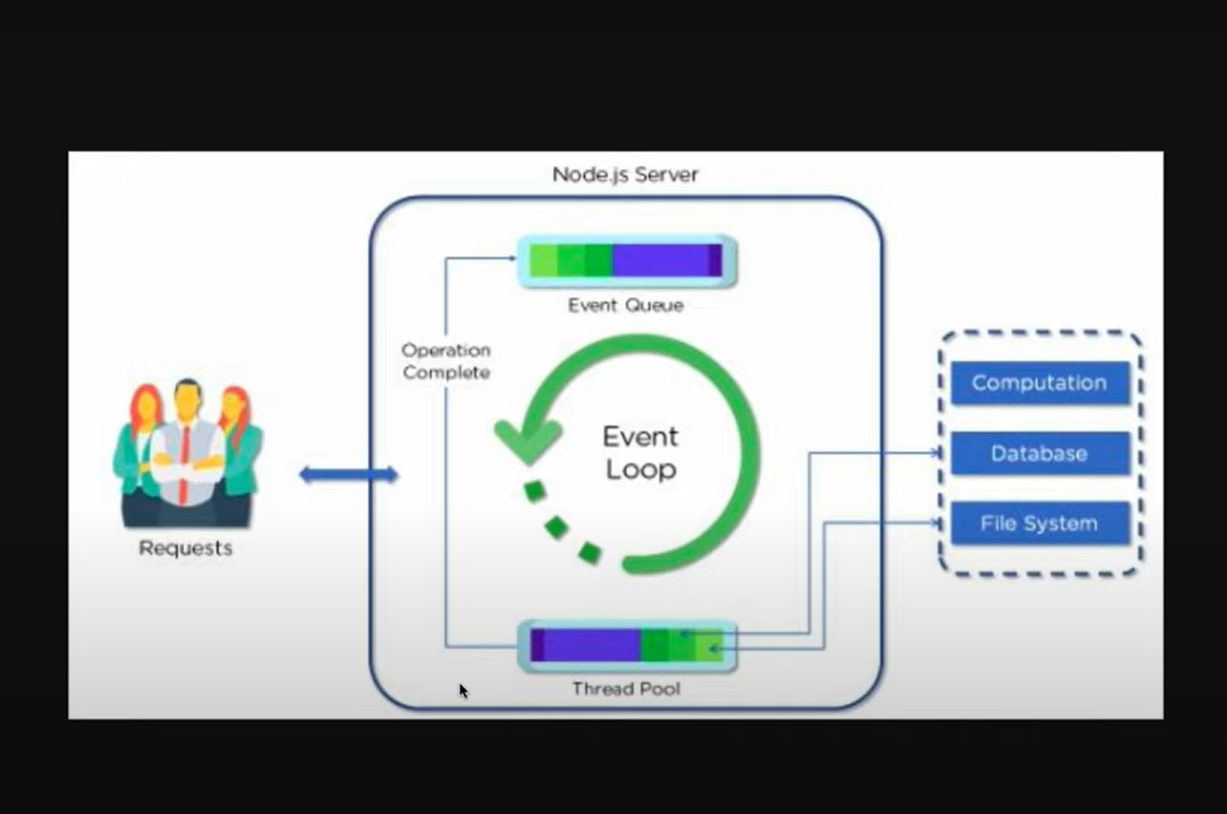 Node.js Server
Event Queue
Operation
Complete
Event
Loop
Requests
Thread Pool
Computation
Database
File System